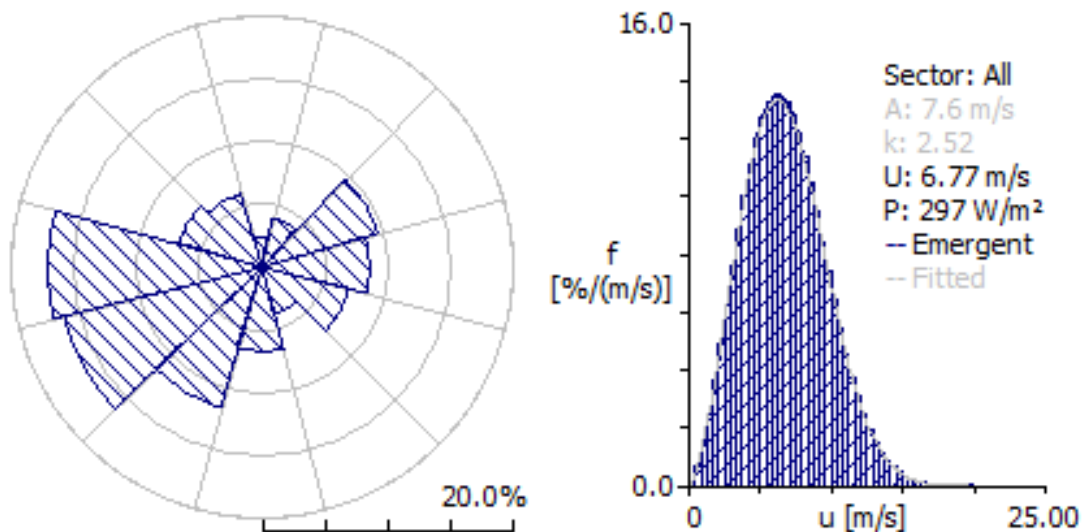 20.0%
16.0
f
[%/(m/s)]
0.0
0
u [m/s]
25.00
Sector: All
A: 7.6 m/s
k: 2.52
U: 6.77 m/s
P: 297 W/m²
-- Emergent
-- Fitted